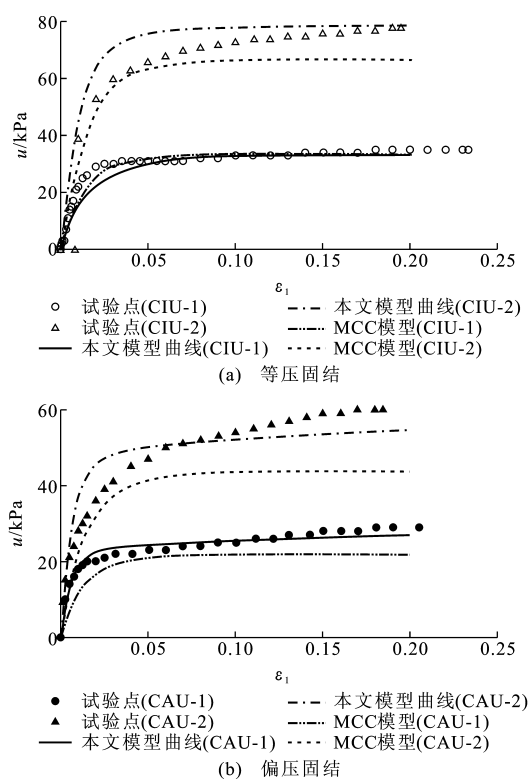 80
60
40
20
0
u/kPa
0.05 0.10 0.15 0.20 0.25
ε1
试验点(CIU-1) 本文模型曲线(CIU-2)
试验点(CIU-2) MCC模型(CIU-1)
本文模型曲线(CIU-1) MCC模型(CIU-2)
(a) 等压固结
60
40
20
0
u/kPa
0.05 0.10 0.15 0.20 0.25
ε1
试验点(CAU-1) 本文模型曲线(CAU-2)
试验点(CAU-2) MCC模型(CAU-1)
本文模型曲线(CAU-1) MCC模型(CAU-2)
(b) 偏压固结